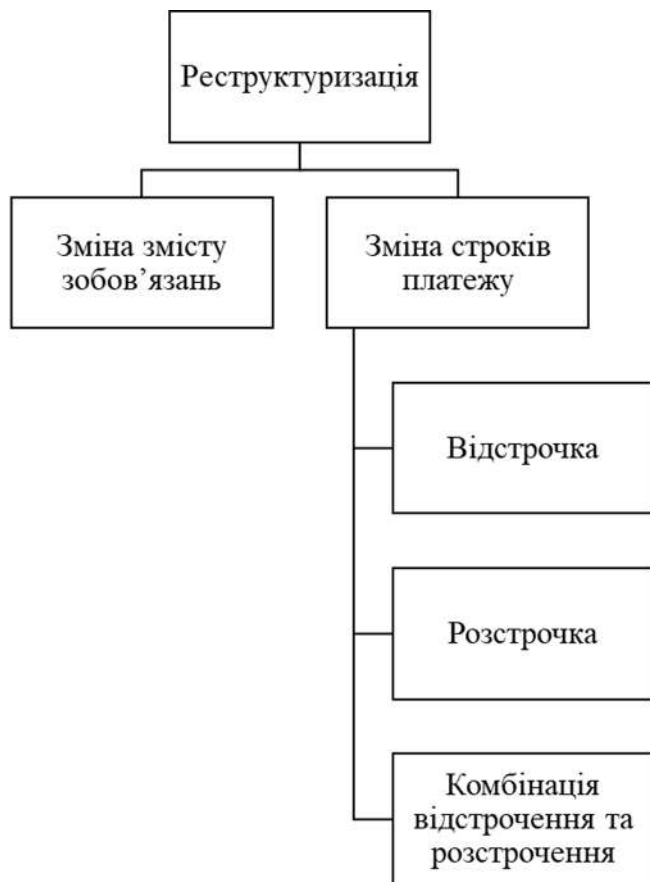 Реструктуризація
Зміна змісту
зобов’язань
Зміна строків
платежу
Відстрочка
Розстрочка
Комбінація
відстрочення та
розстрочення